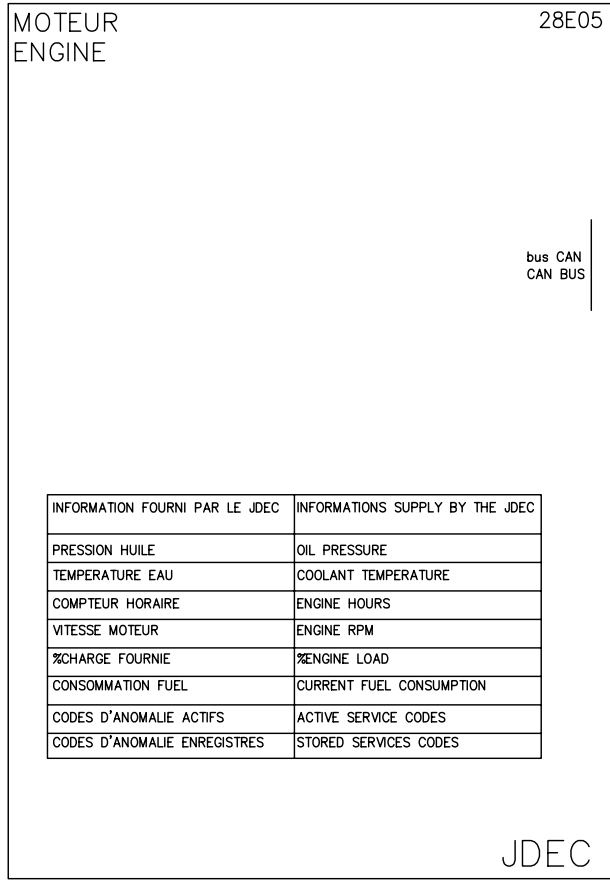 MOTEUR
ENGINE
28E05
bus CAN
CAN BUS
INFORMATION FOURNI PAR LE JDEC INFORMATIONS SUPPLY BY THE JDEC
PRESSION HUILE OIL PRESSURE
TEMPERATURE EAU COOLANT TEMPERATURE
COMPTEUR HORAIRE ENGINE HOURS
VITESSE MOTEUR ENGINE RPM
%CHARGE FOURNIE %ENGINE LOAD
CONSOMMATION FUEL CURRENT FUEL CONSUMPTION
CODES D'ANOMALIE ACTIFS ACTIVE SERVICE CODES
CODES D'ANOMALIE ENREGISTRES STORED SERVICES CODES
JDEC